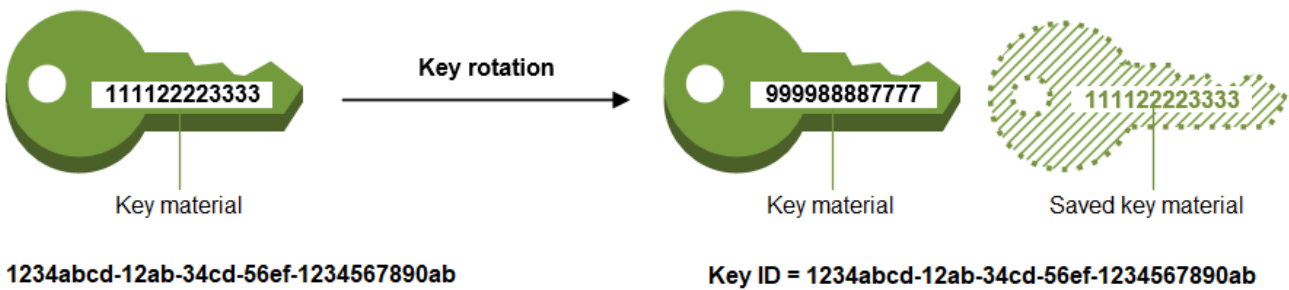 Key rotation
111122223333
999988887777
111122223333
Key material
Key material
Saved key material
1234abcd-12ab-34cd-56ef-1234567890ab
Key ID = 1234abcd-12ab-34cd-56ef-1234567890ab